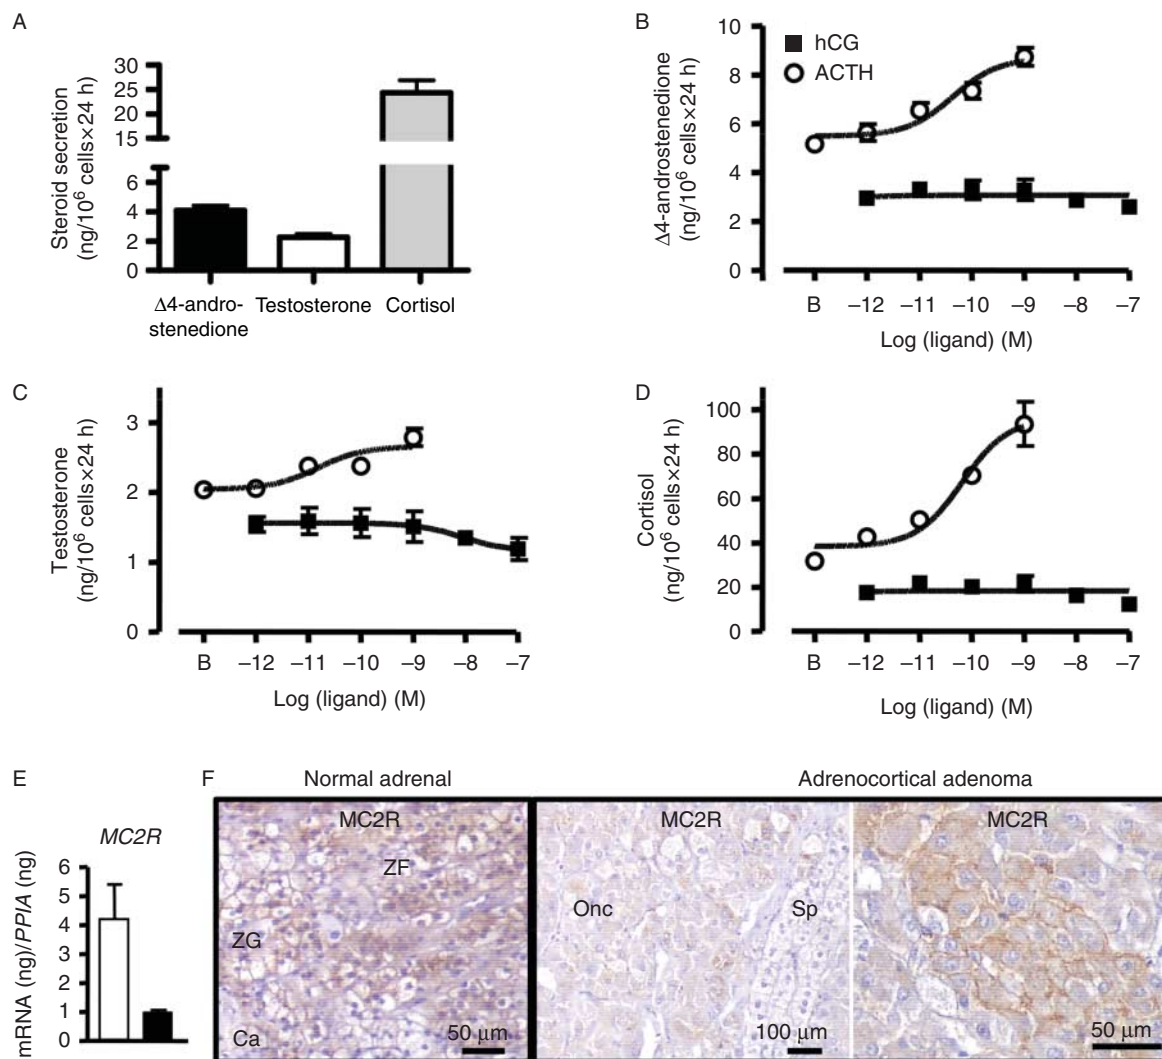 A
Steroid secretion
(ng/10⁶ cells×24 h)
30
25
20
15
6
4
2
0
Δ4-andro-
stenedione
Testosterone
Cortisol
B
hCG
ACTH
Δ4-androstenedione
(ng/10⁶ cells×24 h)
10
8
6
4
2
0
B –12 –11 –10 –9 –8 –7
Log (ligand) (M)
C
Testosterone
(ng/10⁶ cells×24 h)
3
2
1
0
B –12 –11 –10 –9 –8 –7
Log (ligand) (M)
D
Cortisol
(ng/10⁶ cells×24 h)
100
80
60
40
20
0
B –12 –11 –10 –9 –8 –7
Log (ligand) (M)
E
MC2R
mRNA (ng)/PPIA (ng)
6
5
4
3
2
1
0
F
Normal adrenal
MC2R
ZF
ZG
Ca
50 µm
Adrenocortical adenoma
MC2R
Onc
Sp
100 µm
MC2R
50 µm